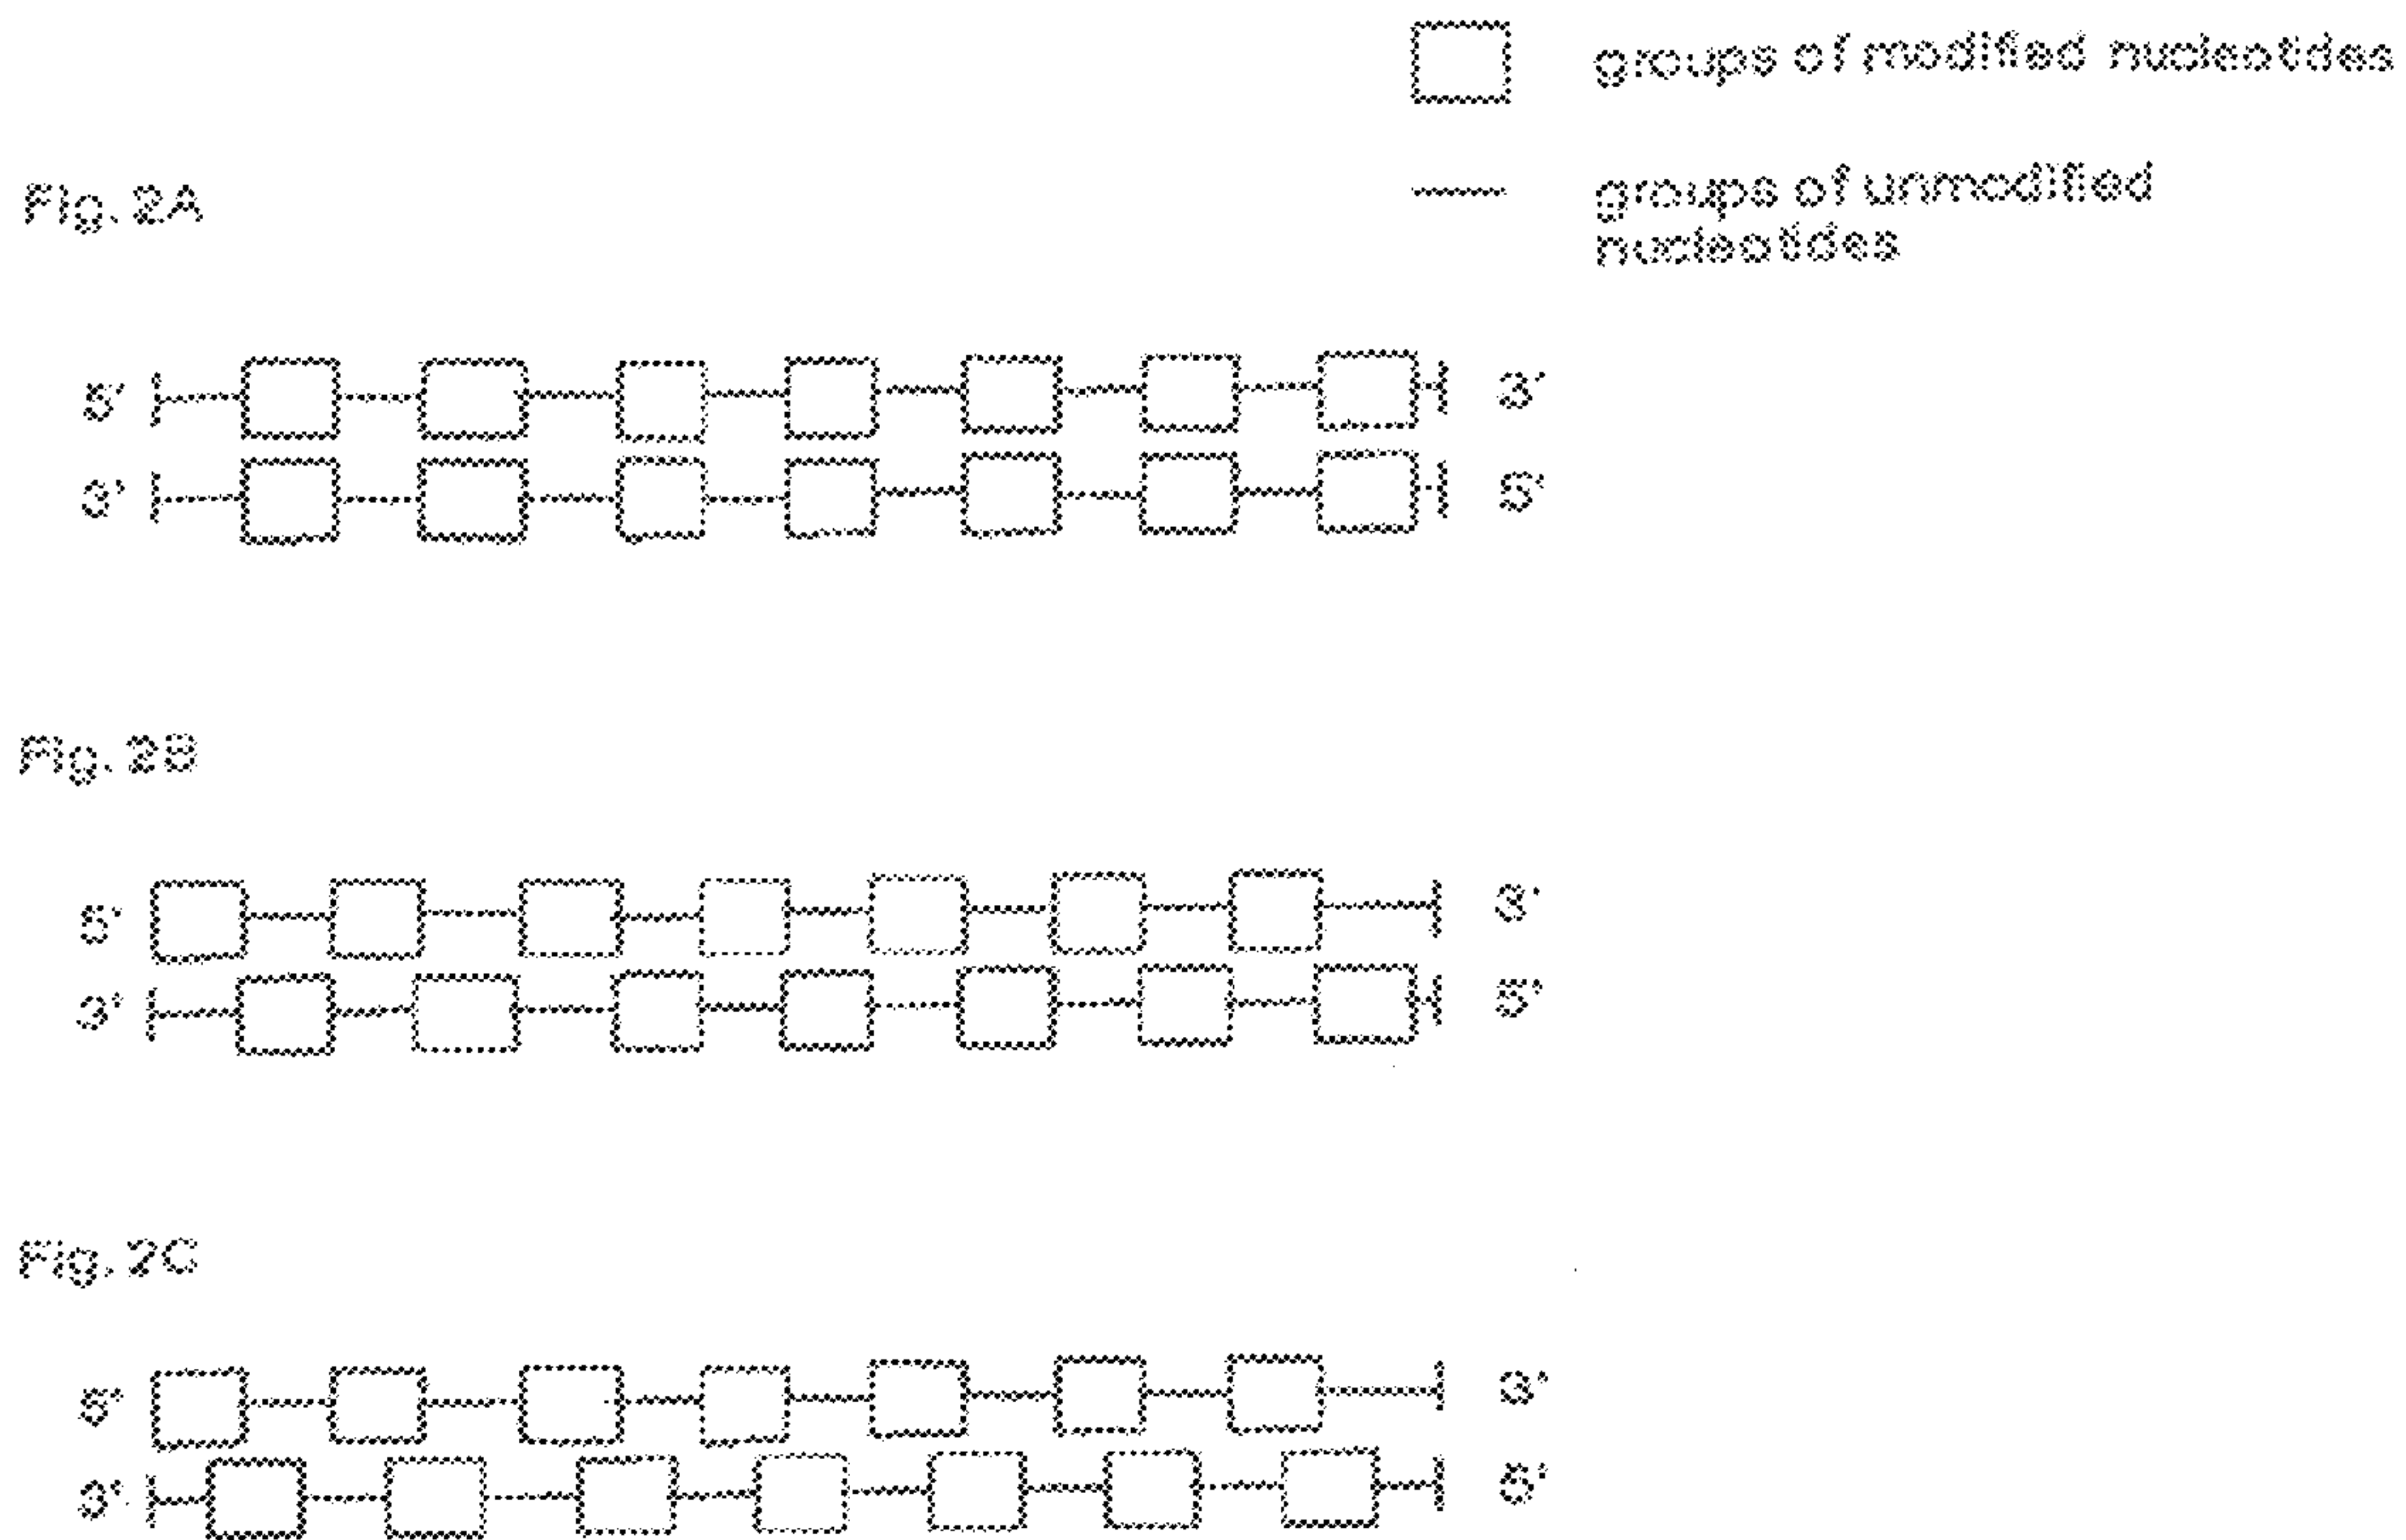 groups of modified nucleotides
Fig. 2A
groups of unmodified
nucleotides
5' 3'
3' 5'
Fig. 2B
5' 3'
3' 5'
Fig. 2C
5' 3'
3' 5'